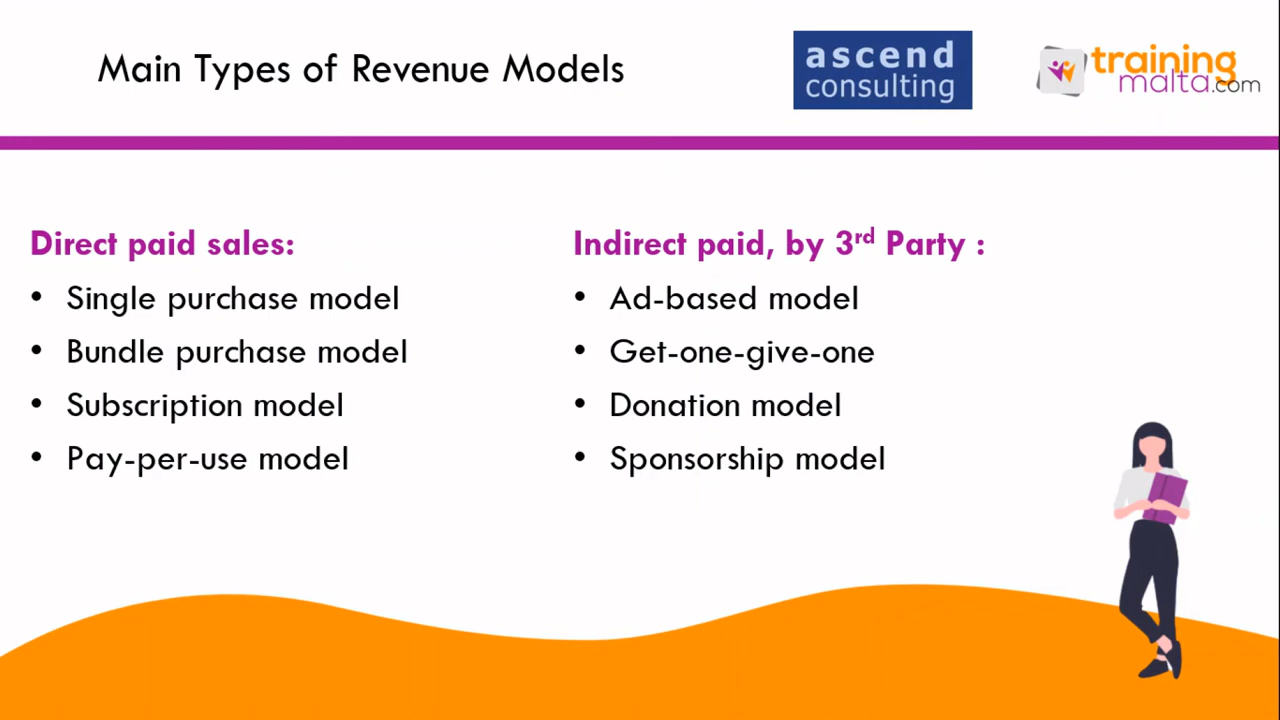 Main Types of Revenue Models
ascend
consulting
training
malta.com
Direct paid sales:
• Single purchase model
• Bundle purchase model
• Subscription model
• Pay-per-use model
Indirect paid, by 3rd Party :
• Ad-based model
• Get-one-give-one
• Donation model
• Sponsorship model